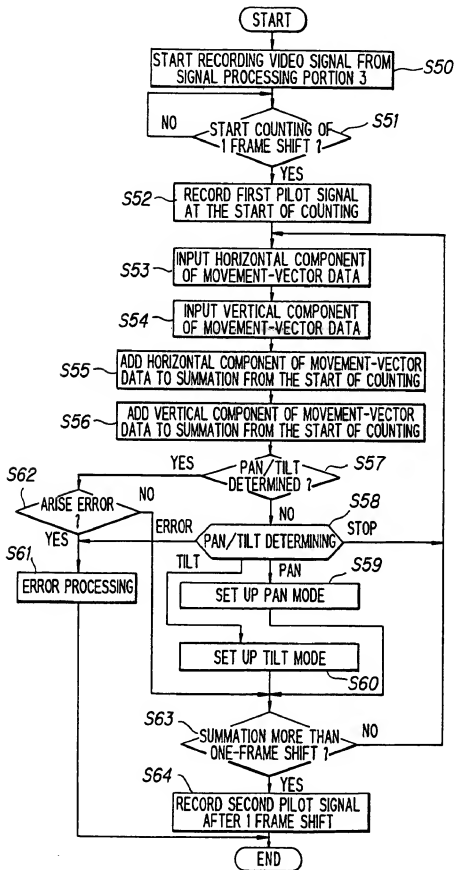 START
START RECORDING VIDEO SIGNAL FROM
SIGNAL PROCESSING PORTION 3
S50
NO
START COUNTING OF
1 FRAME SHIFT ?
S51
YES
S52
RECORD FIRST PILOT SIGNAL
AT THE START OF COUNTING
S53
INPUT HORIZONTAL COMPONENT
OF MOVEMENT-VECTOR DATA
S54
INPUT VERTICAL COMPONENT
OF MOVEMENT-VECTOR DATA
S55
ADD HORIZONTAL COMPONENT OF MOVEMENT-VECTOR
DATA TO SUMMATION FROM THE START OF COUNTING
S56
ADD VERTICAL COMPONENT OF MOVEMENT-VECTOR
DATA TO SUMMATION FROM THE START OF COUNTING
YES
PAN/TILT
DETERMINED ?
S57
S62
ARISE ERROR
?
NO
YES
NO
S58
ERROR
PAN/TILT DETERMINING
STOP
S61
ERROR PROCESSING
TILT
PAN
S59
SET UP PAN MODE
SET UP TILT MODE
S60
S63
SUMMATION MORE THAN
ONE-FRAME SHIFT ?
NO
S64
YES
RECORD SECOND PILOT SIGNAL
AFTER 1 FRAME SHIFT
END